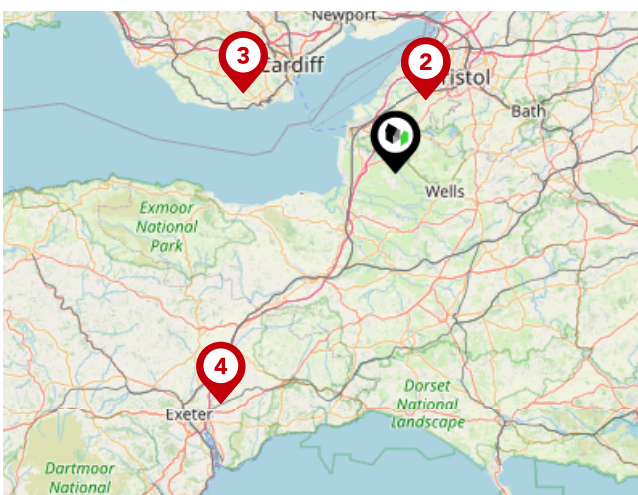 Newport
3
Cardiff
2
Bristol
Bath
Wells
Exmoor
National
Park
4
Exeter
Dorset
National
Landscape
Dartmoor
National